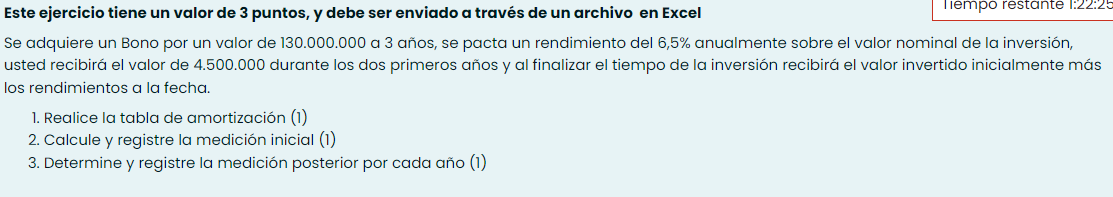 Tiempo restante 1:22:25
Este ejercicio tiene un valor de 3 puntos, y debe ser enviado a través de un archivo en Excel
Se adquiere un Bono por un valor de 130.000.000 a 3 años, se pacta un rendimiento del 6,5% anualmente sobre el valor nominal de la inversión,
usted recibirá el valor de 4.500.000 durante los dos primeros años y al finalizar el tiempo de la inversión recibirá el valor invertido inicialmente más
los rendimientos a la fecha.
1. Realice la tabla de amortización (1)
2. Calcule y registre la medición inicial (1)
3. Determine y registre la medición posterior por cada año (1)